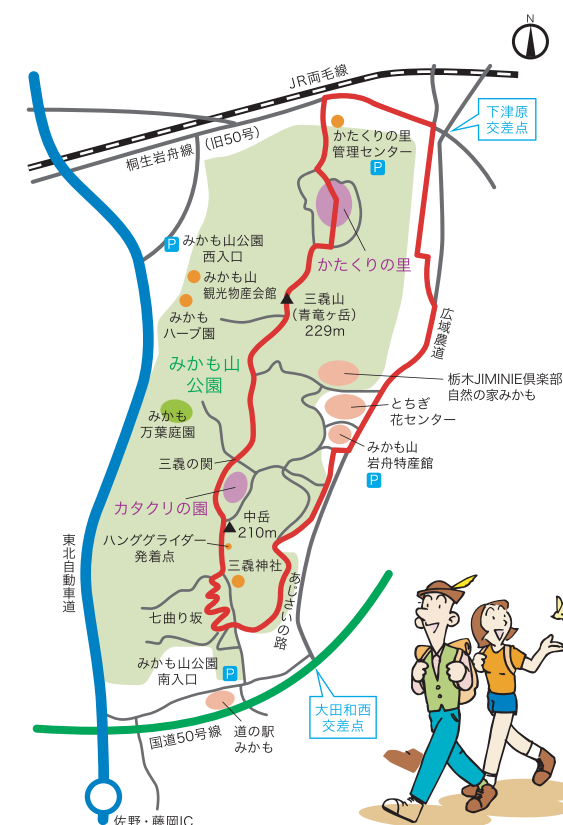 N
JR両毛線
下津原
交差点
桐生岩舟線（旧50号）
かたくりの里
管理センター
P
P
みかも山公園
西入口
かたくりの里
みかも山
観光物産会館
三毳山
（青竜ヶ岳）
229m
みかも
ハーブ園
広域農道
みかも山
公園
栃木JIMINIE倶楽部
自然の家みかも
とちぎ
花センター
みかも
万葉庭園
みかも山
岩舟特産館
P
三毳の関
カタクリの園
中岳
210m
ハンググライダー
発着点
東北自動車道
三毳神社
あじさいの路
七曲り坂
みかも山公園
南入口
P
大田和西
交差点
国道50号線
道の駅
みかも
佐野・藤岡IC